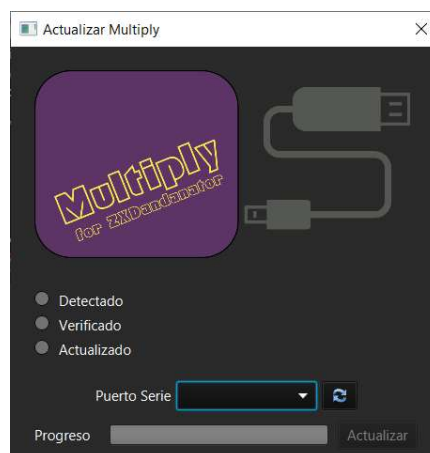 Actualizar Multiply
Multiply
for ZXDandanator
Detectado
Verificado
Actualizado
Puerto Serie
Progreso Actualizar